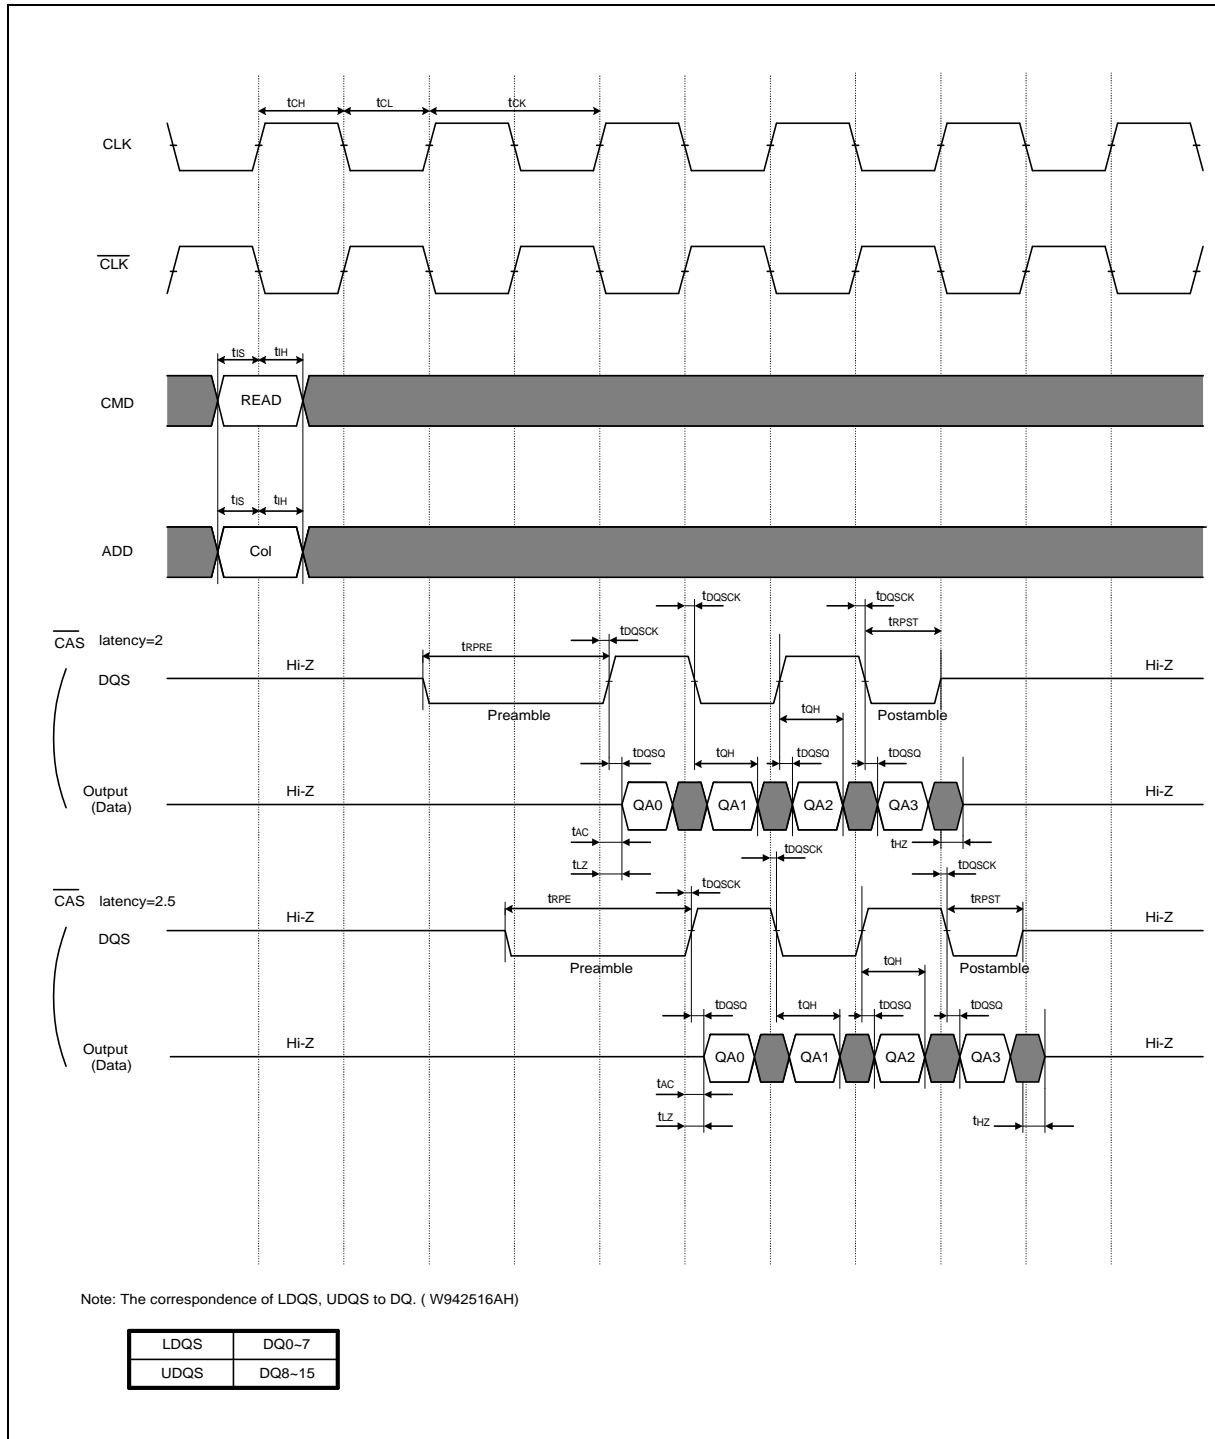 tCH tCL tCK
CLK
CLK
tIS tIH
CMD READ
tIS tIH
ADD Col
tDQSCK tDQSCK
tRPST
CAS latency=2 tDQSCK
tRPRE
Hi-Z Hi-Z
DQS
Preamble tQH Postamble
tDQSQ tQH tDQSQ tDQSQ
Output
(Data) Hi-Z QA0 QA1 QA2 QA3 Hi-Z
tAC tHZ
tDQSCK
tLZ tDQSCK
CAS latency=2.5 tDQSCK
tRPE tRPST
Hi-Z Hi-Z
DQS
Preamble tQH Postamble
tDQSQ tQH tDQSQ tDQSQ
Output
(Data) Hi-Z QA0 QA1 QA2 QA3 Hi-Z
tAC
tLZ tHZ
Note: The correspondence of LDQS, UDQS to DQ. ( W942516AH)
LDQS DQ0~7
UDQS DQ8~15